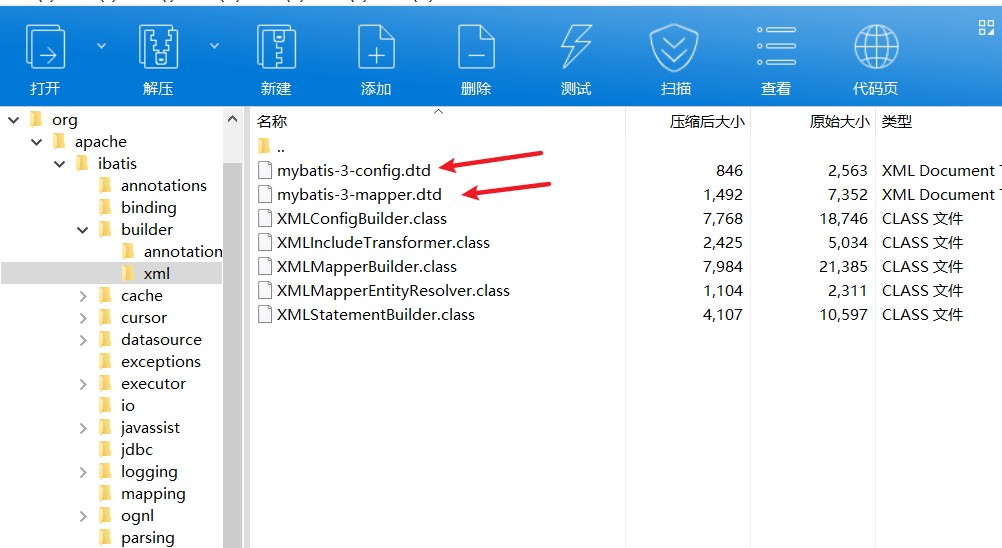 打开
解压
新建
添加
删除
测试
扫描
查看
代码页
org
apache
ibatis
annotations
binding
builder
annotation
xml
cache
cursor
datasource
exceptions
executor
io
javassist
jdbc
logging
mapping
ognl
parsing
名称 压缩后大小 原始大小 类型
..
mybatis-3-config.dtd 846 2,563 XML Document T
mybatis-3-mapper.dtd 1,492 7,352 XML Document T
XMLConfigBuilder.class 7,768 18,746 CLASS 文件
XMLIncludeTransformer.class 2,425 5,034 CLASS 文件
XMLMapperBuilder.class 7,984 21,385 CLASS 文件
XMLMapperEntityResolver.class 1,104 2,311 CLASS 文件
XMLStatementBuilder.class 4,107 10,597 CLASS 文件